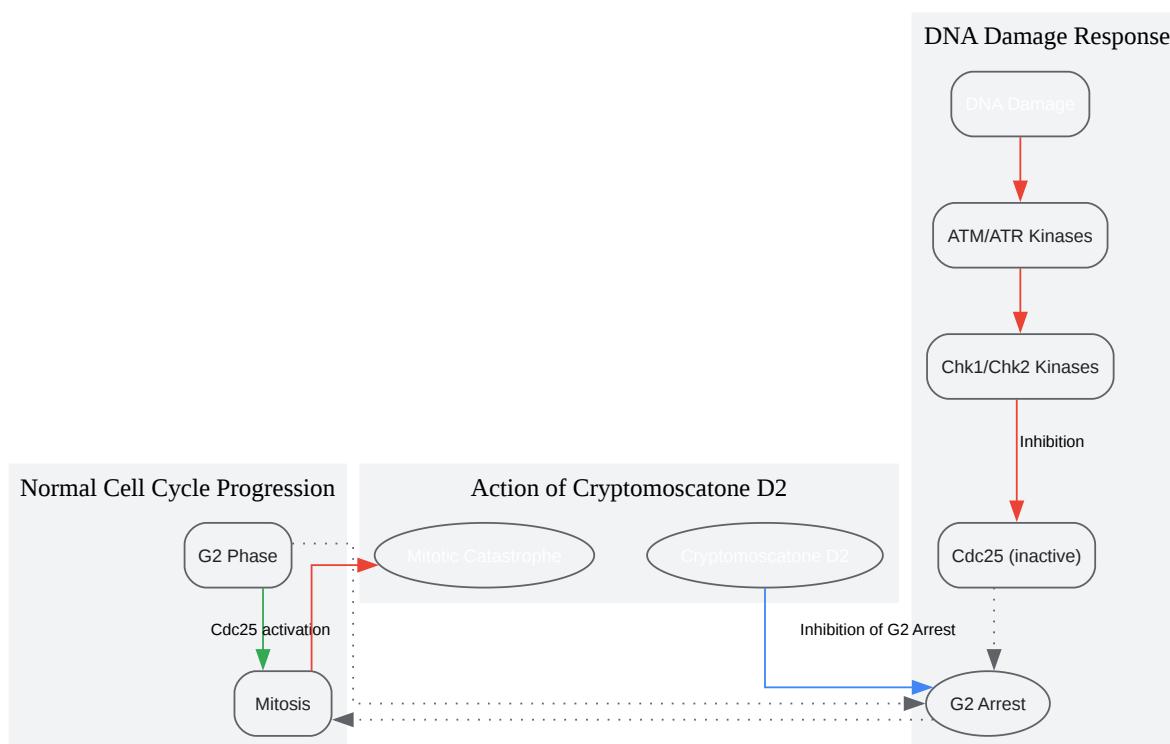 DNA Damage Response
DNA Damage
ATM/ATR Kinases
Chk1/Chk2 Kinases
Inhibition
Normal Cell Cycle Progression
Action of Cryptomoscatone D2
G2 Phase
Mitotic Catastrophe
Cryptomoscatone D2
Cdc25 (inactive)
Cdc25 activation
Inhibition of G2 Arrest
Mitosis
G2 Arrest